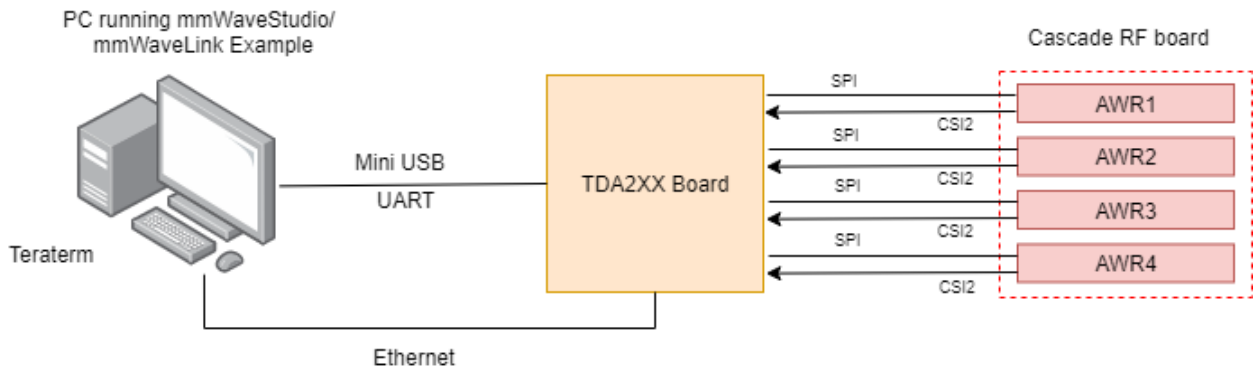 PC running mmWaveStudio/
mmWaveLink Example
Cascade RF board
SPI
AWR1
CSI2
SPI
AWR2
CSI2
Mini USB
UART
TDA2XX Board
SPI
AWR3
CSI2
SPI
AWR4
CSI2
Teraterm
Ethernet